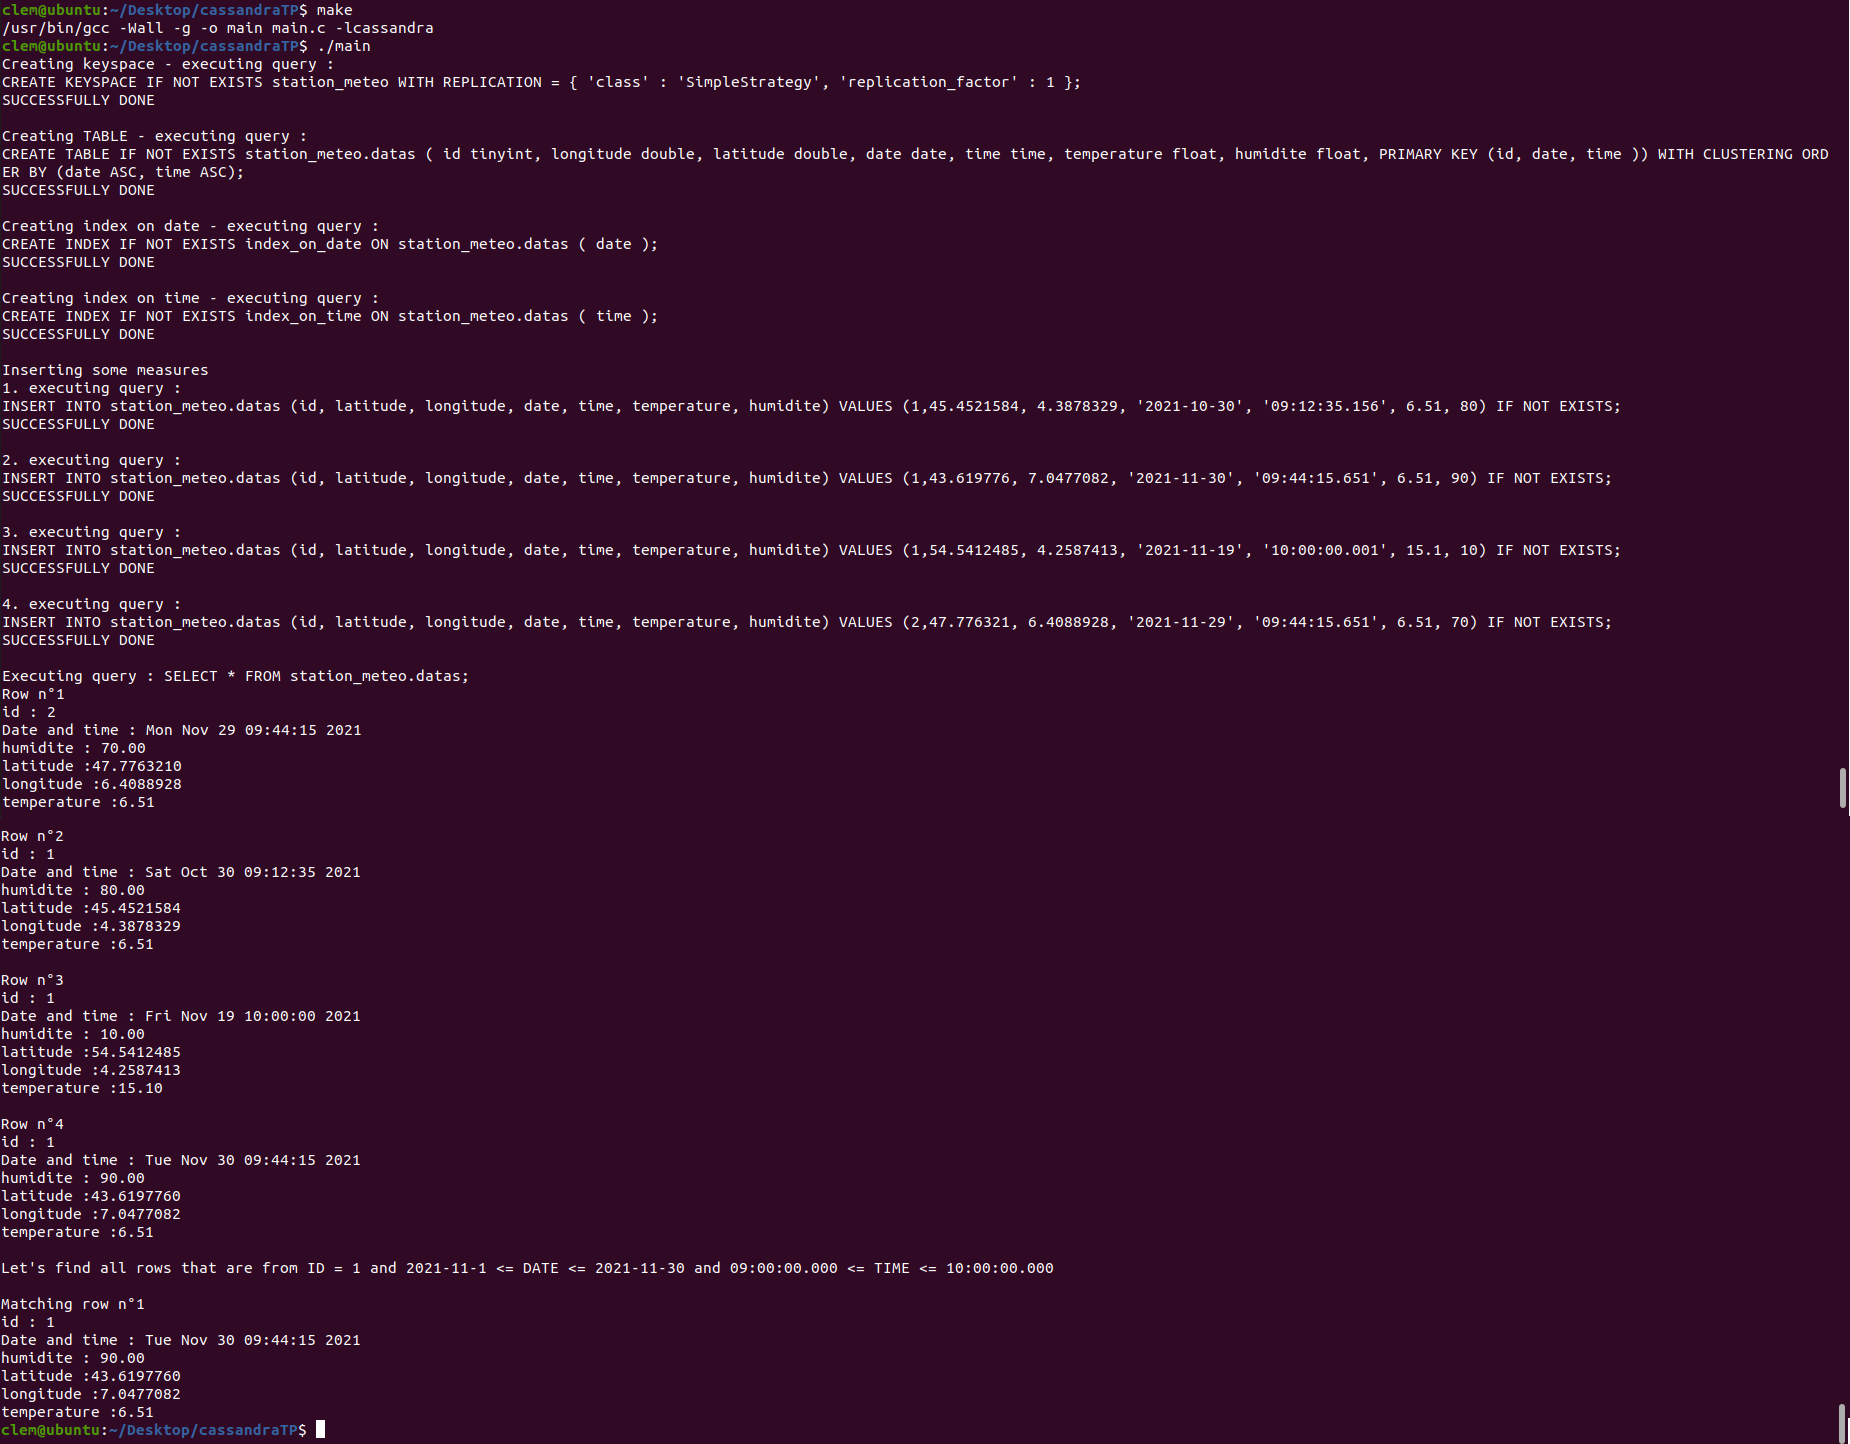 clem@ubuntu:~/Desktop/cassandraTP$ make
/usr/bin/gcc -Wall -g -o main main.c -lcassandra
clem@ubuntu:~/Desktop/cassandraTP$ ./main
Creating keyspace - executing query :
CREATE KEYSPACE IF NOT EXISTS station_meteo WITH REPLICATION = { 'class' : 'SimpleStrategy', 'replication_factor' : 1 };
SUCCESSFULLY DONE

Creating TABLE - executing query :
CREATE TABLE IF NOT EXISTS station_meteo.datas ( id tinyint, longitude double, latitude double, date date, time time, temperature float, humidite float, PRIMARY KEY (id, date, time )) WITH CLUSTERING ORD
ER BY (date ASC, time ASC);
SUCCESSFULLY DONE

Creating index on date - executing query :
CREATE INDEX IF NOT EXISTS index_on_date ON station_meteo.datas ( date );
SUCCESSFULLY DONE

Creating index on time - executing query :
CREATE INDEX IF NOT EXISTS index_on_time ON station_meteo.datas ( time );
SUCCESSFULLY DONE

Inserting some measures
1. executing query :
INSERT INTO station_meteo.datas (id, latitude, longitude, date, time, temperature, humidite) VALUES (1,45.4521584, 4.3878329, '2021-10-30', '09:12:35.156', 6.51, 80) IF NOT EXISTS;
SUCCESSFULLY DONE

2. executing query :
INSERT INTO station_meteo.datas (id, latitude, longitude, date, time, temperature, humidite) VALUES (1,43.619776, 7.0477082, '2021-11-30', '09:44:15.651', 6.51, 90) IF NOT EXISTS;
SUCCESSFULLY DONE

3. executing query :
INSERT INTO station_meteo.datas (id, latitude, longitude, date, time, temperature, humidite) VALUES (1,54.5412485, 4.2587413, '2021-11-19', '10:00:00.001', 15.1, 10) IF NOT EXISTS;
SUCCESSFULLY DONE

4. executing query :
INSERT INTO station_meteo.datas (id, latitude, longitude, date, time, temperature, humidite) VALUES (2,47.776321, 6.4088928, '2021-11-29', '09:44:15.651', 6.51, 70) IF NOT EXISTS;
SUCCESSFULLY DONE

Executing query : SELECT * FROM station_meteo.datas;
Row n°1
id : 2
Date and time : Mon Nov 29 09:44:15 2021
humidite : 70.00
latitude :47.7763210
longitude :6.4088928
temperature :6.51

Row n°2
id : 1
Date and time : Sat Oct 30 09:12:35 2021
humidite : 80.00
latitude :45.4521584
longitude :4.3878329
temperature :6.51

Row n°3
id : 1
Date and time : Fri Nov 19 10:00:00 2021
humidite : 10.00
latitude :54.5412485
longitude :4.2587413
temperature :15.10

Row n°4
id : 1
Date and time : Tue Nov 30 09:44:15 2021
humidite : 90.00
latitude :43.6197760
longitude :7.0477082
temperature :6.51

Let's find all rows that are from ID = 1 and 2021-11-1 <= DATE <= 2021-11-30 and 09:00:00.000 <= TIME <= 10:00:00.000

Matching row n°1
id : 1
Date and time : Tue Nov 30 09:44:15 2021
humidite : 90.00
latitude :43.6197760
longitude :7.0477082
temperature :6.51
clem@ubuntu:~/Desktop/cassandraTP$